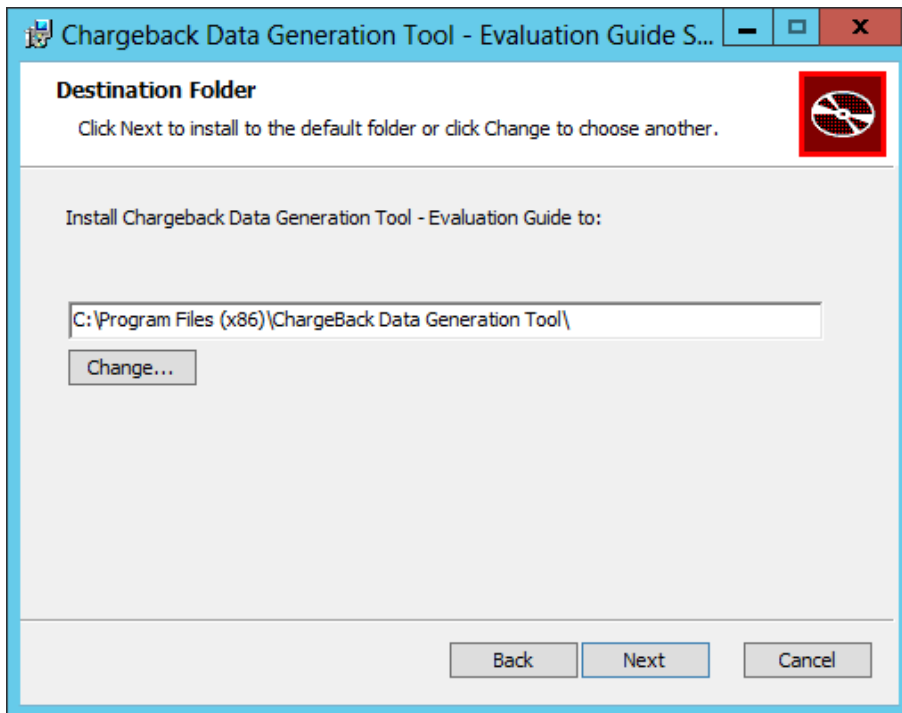 Chargeback Data Generation Tool - Evaluation Guide S...
Destination Folder
Click Next to install to the default folder or click Change to choose another.
Install Chargeback Data Generation Tool - Evaluation Guide to:
C:\Program Files (x86)\ChargeBack Data Generation Tool\
Change...
Back Next Cancel